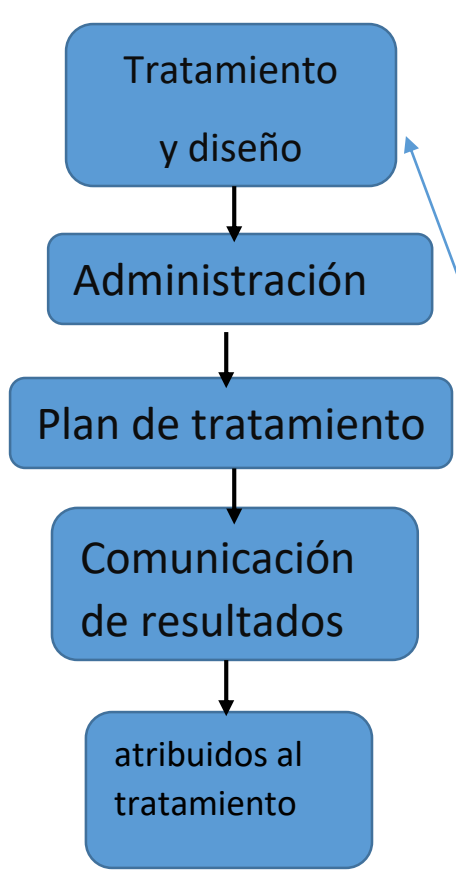 Tratamiento
y diseño
Administración
Plan de tratamiento
Comunicación
de resultados
atribuidos al
tratamiento